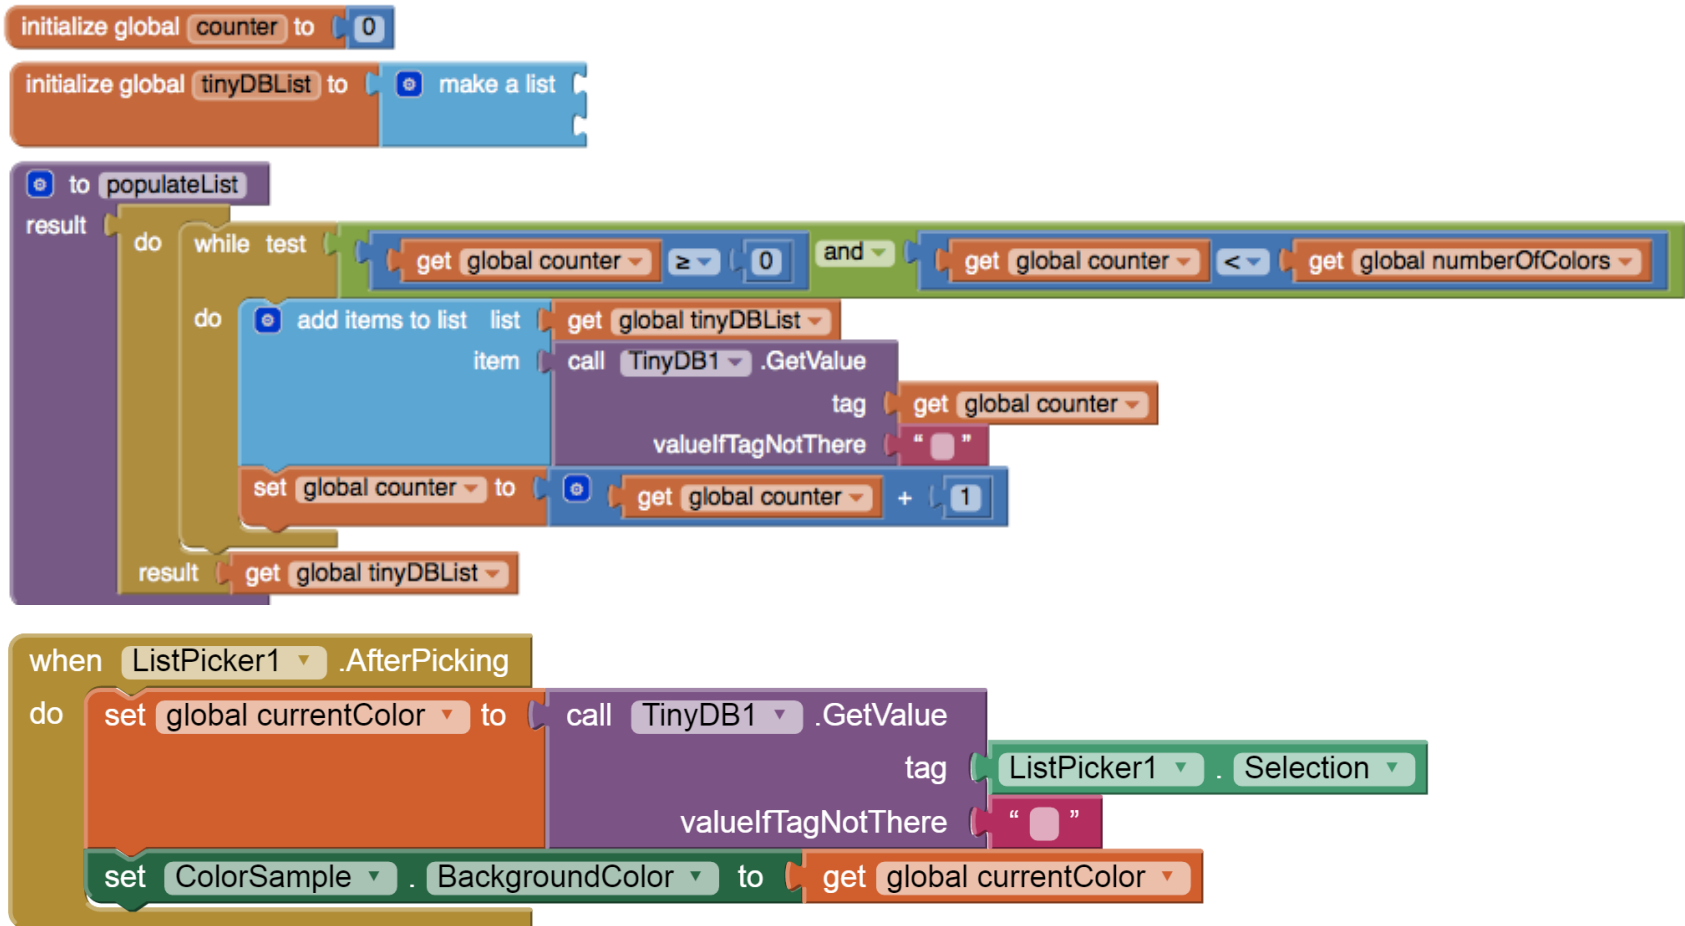 initialize global counter to 0
initialize global tinyDBList to make a list
to populateList
result
do while test get global counter ≥ 0 and get global counter < get global numberOfColors
do add items to list list get global tinyDBList
item call TinyDB1 .GetValue
tag get global counter
valueIfTagNotThere “ ”
set global counter to get global counter + 1
result get global tinyDBList
when ListPicker1 .AfterPicking
do set global currentColor to call TinyDB1 .GetValue
tag ListPicker1 . Selection
valueIfTagNotThere “ ”
set ColorSample . BackgroundColor to get global currentColor